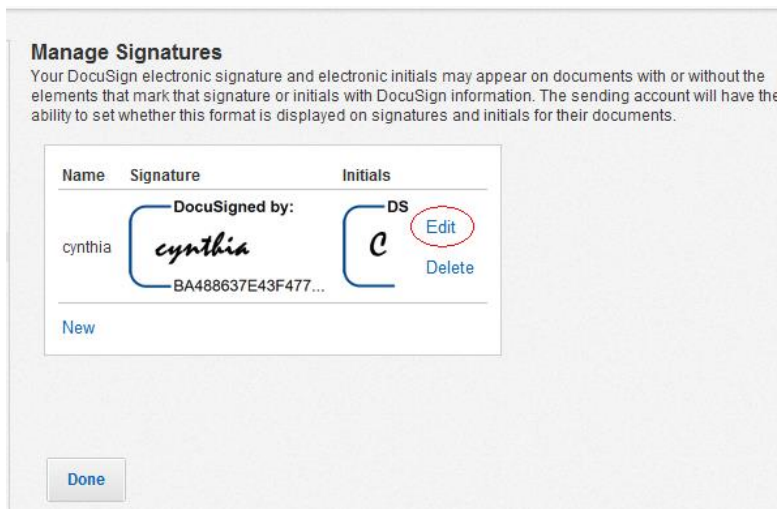 Manage Signatures
Your DocuSign electronic signature and electronic initials may appear on documents with or without the
elements that mark that signature or initials with DocuSign information. The sending account will have the
ability to set whether this format is displayed on signatures and initials for their documents.
Name Signature Initials
DocuSigned by: DS
cynthia cynthia C Edit
Delete
BA488637E43F477...
New
Done